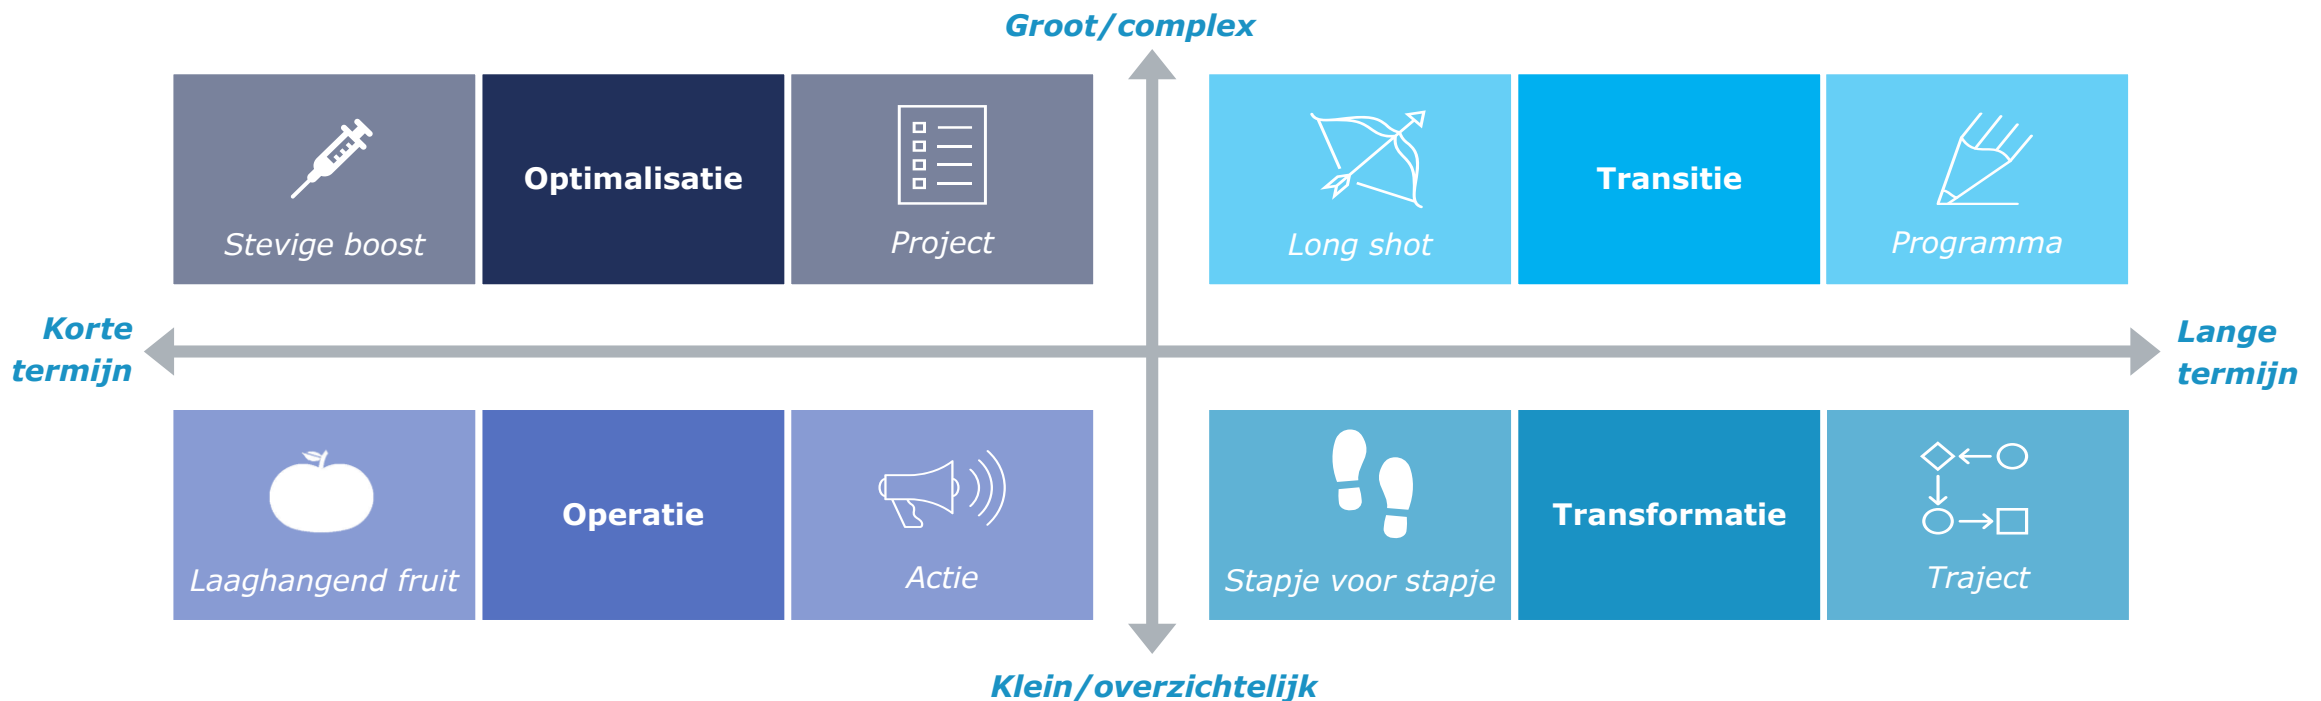 Groot/complex
Optimalisatie
Transitie
Stevige boost
Project
Long shot
Programma
Korte
termijn
Lange
termijn
Operatie
Transformatie
Laaghangend fruit
Actie
Stapje voor stapje
Traject
Klein/overzichtelijk